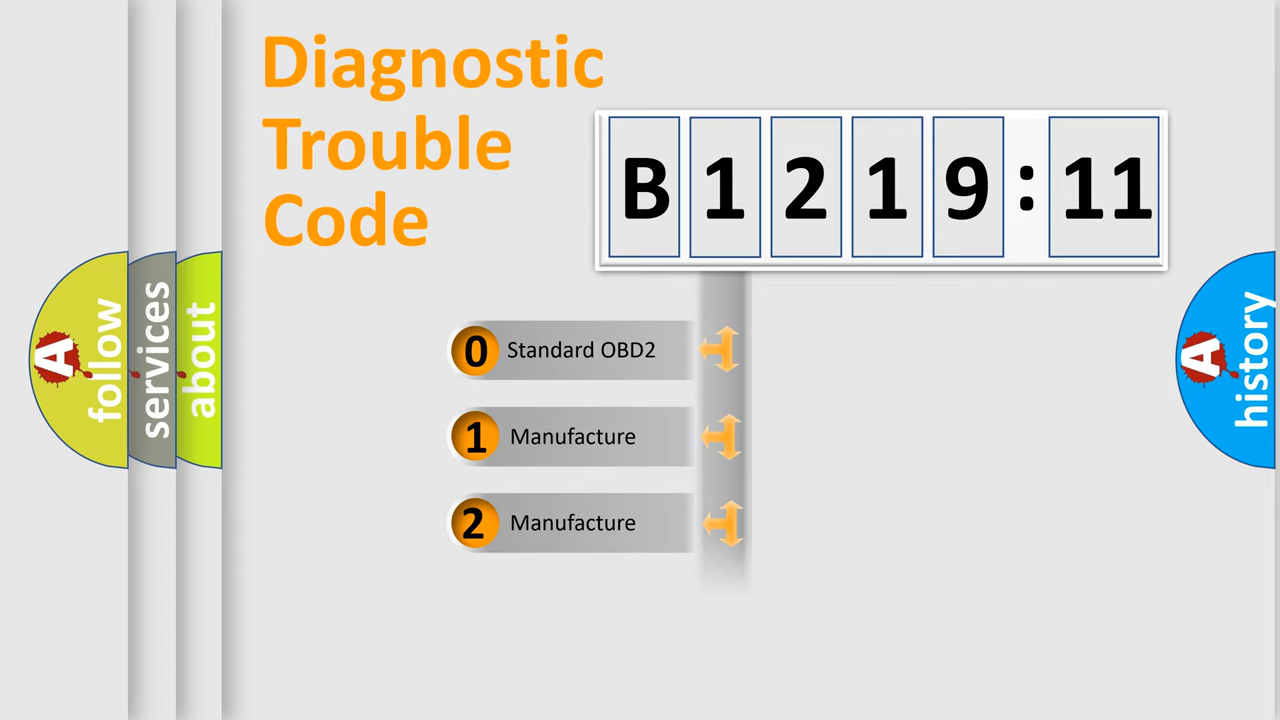 Diagnostic
Trouble
Code
B 1 2 1 9 : 11
0 Standard OBD2
1 Manufacture
2 Manufacture
A follow
services
about
A history